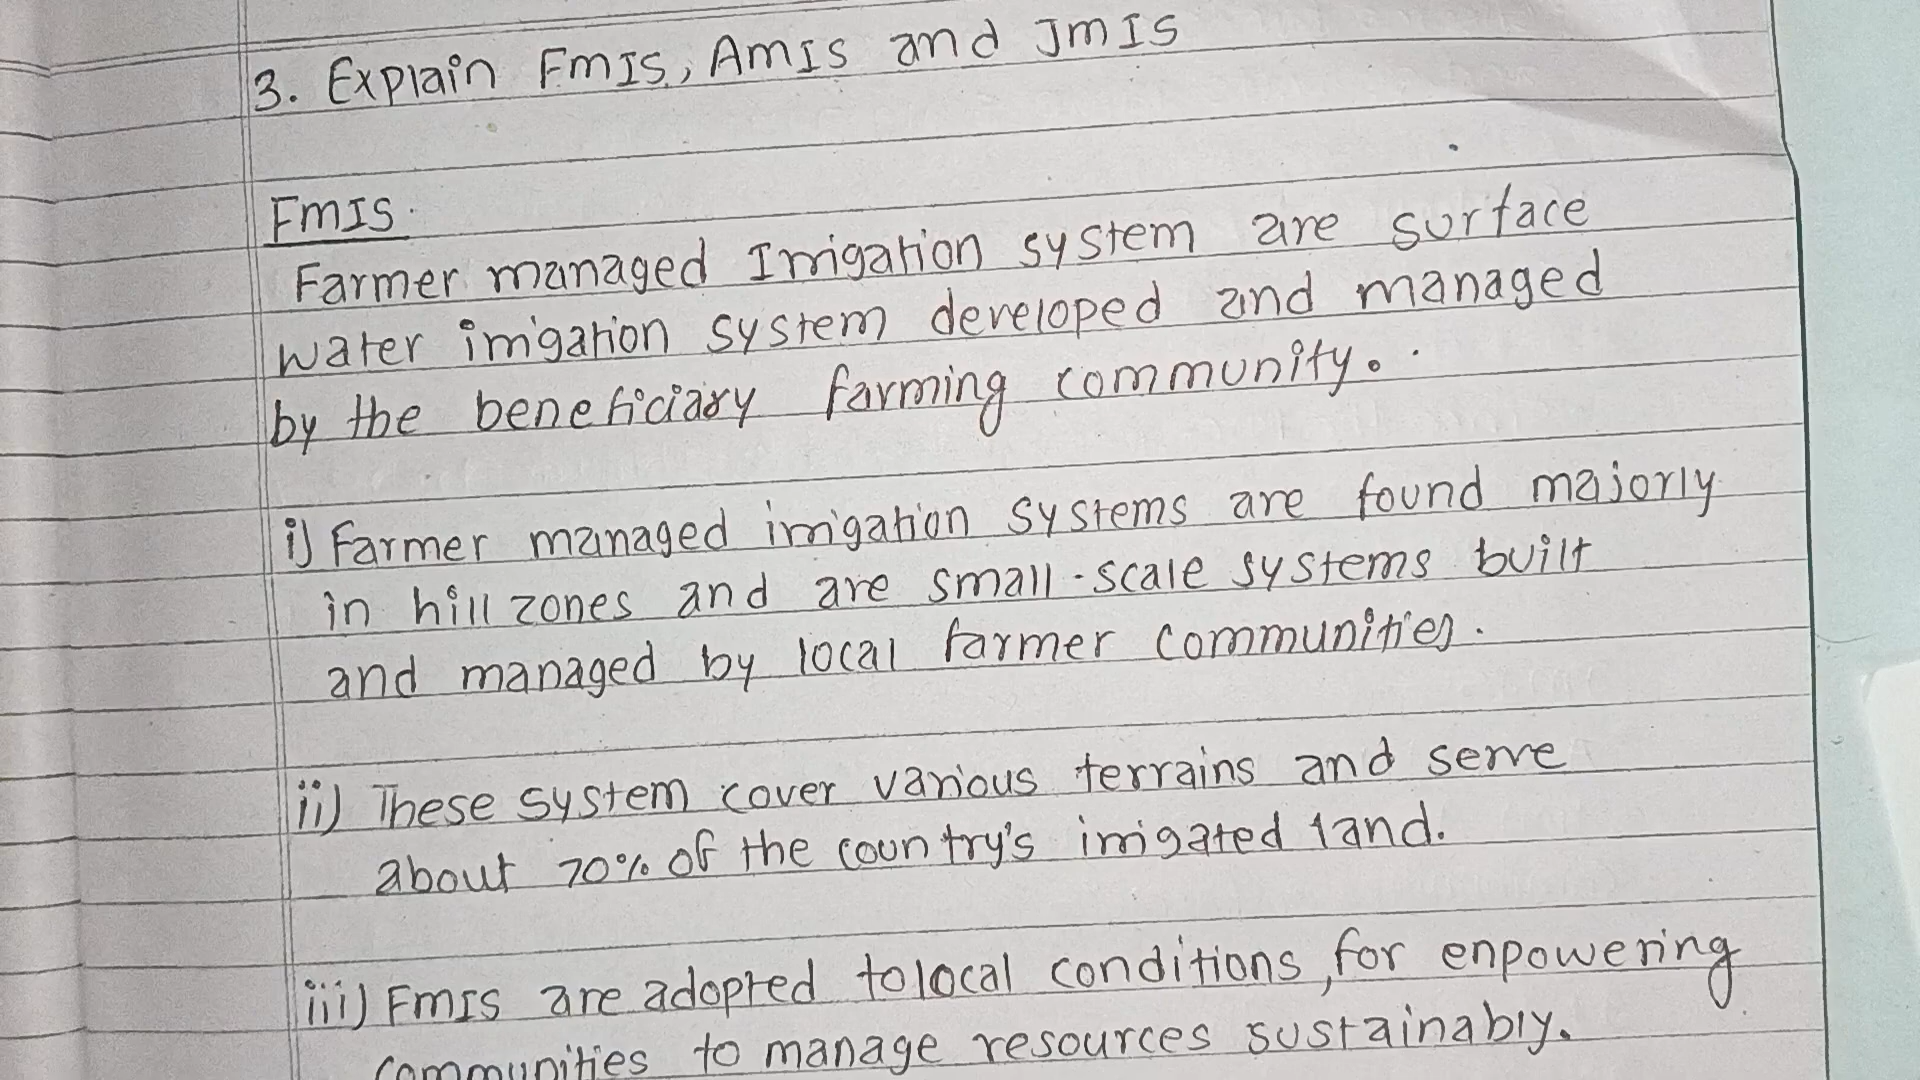 3. Explain FMIS, AMIS and JMIS
FMIS.
Farmer managed Irrigation system are surface
water irrigation system developed and managed
by the beneficiary farming community.
i) Farmer managed irrigation systems are found majorly
in hill zones and are small-scale systems built
and managed by local farmer communities.
ii) These system cover various terrains and serve
about 70% of the country's irrigated land.
iii) FMIS are adopted to local conditions, for enpowering
communities to manage resources sustainably.